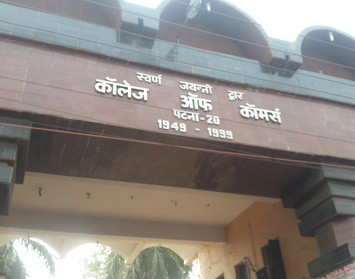 स्वर्ण जयन्ती द्वार
कॉलेज ऑफ कॉमर्स
पटना-20
1949 - 1999